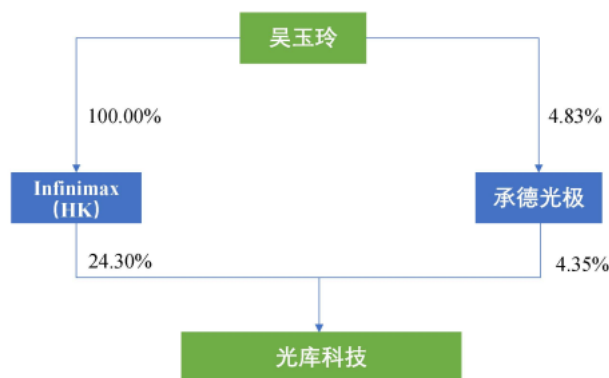 吴玉玲
100.00%
4.83%
Infinimax
（HK）
承德光极
24.30%
4.35%
光库科技